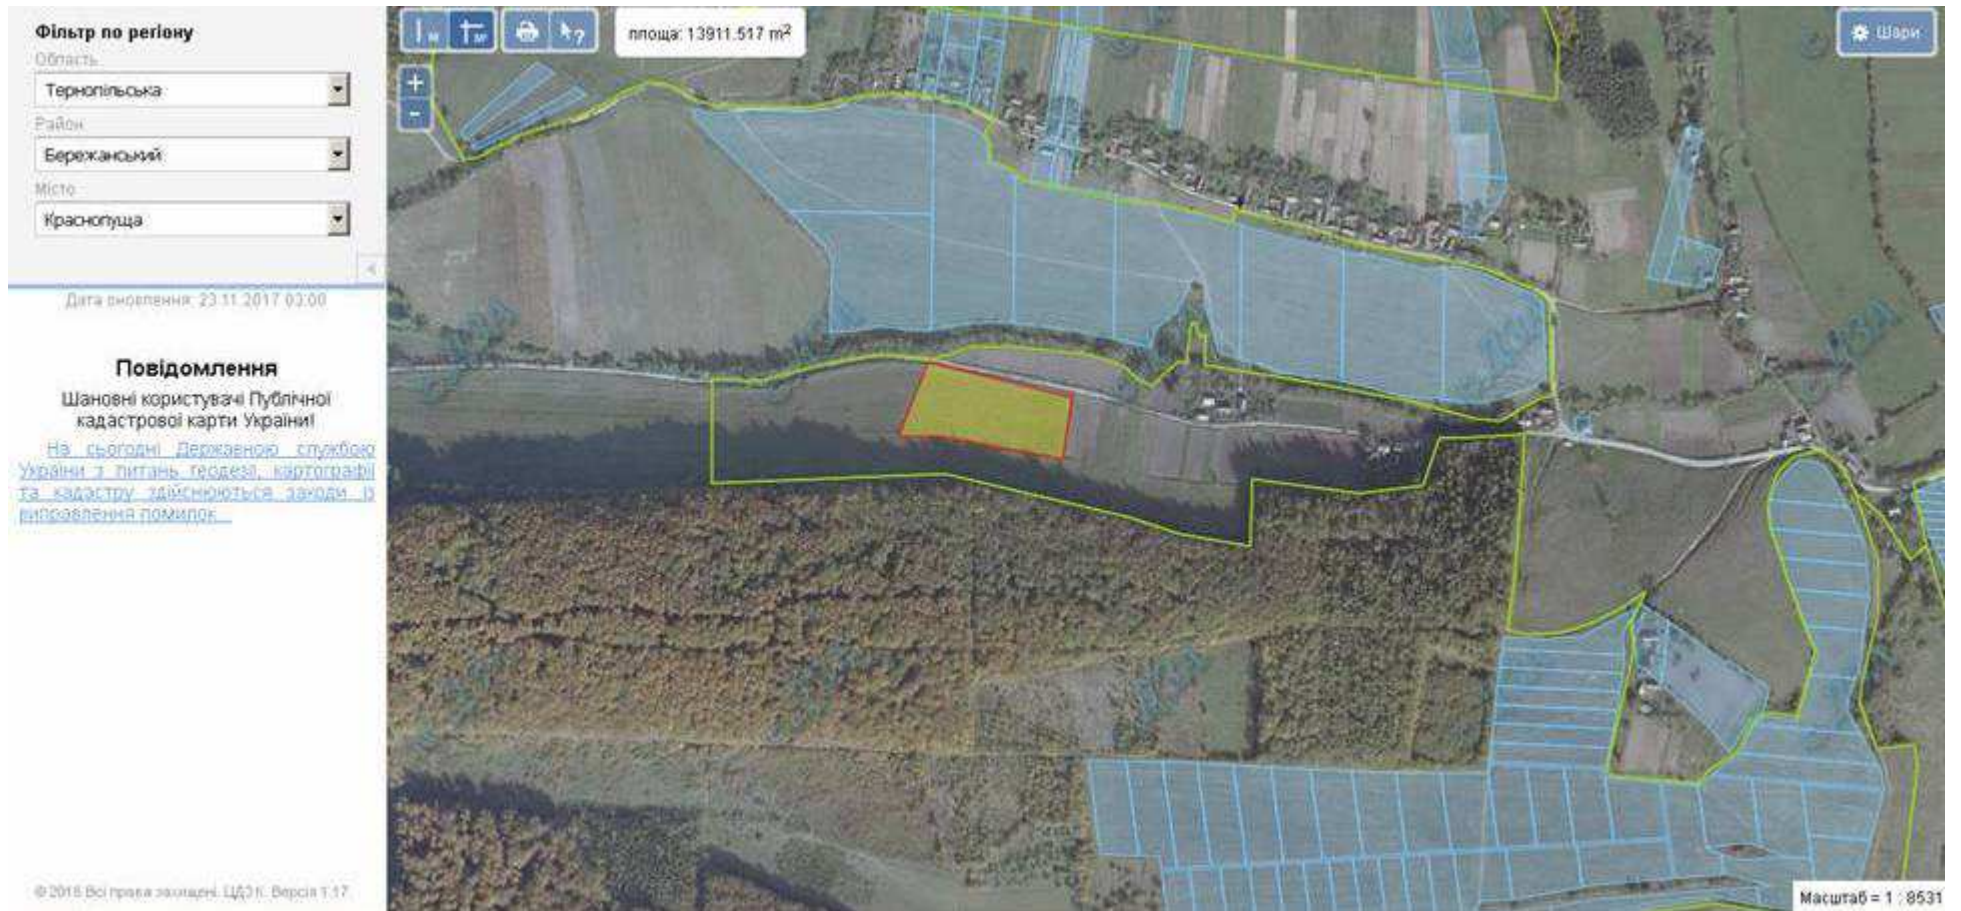 Фільтр по регіону
Область
Тернопільська
Район
Бережанський
Місто
Краснопуща
Дата оновлення: 23.11.2017 03:00
Повідомлення
Шановні користувачі Публічної
кадастрової карти України!
На сьогодні Державною службою
України з питань геодезії, картографії
та кадастру здійснюються заходи із
виправлення помилок...
© 2016 Всі права захищені. ЦДЗК. Версія 1.17
м м²
?
площа: 13911.517 m²
+
-
Шари
Масштаб = 1 : 8531